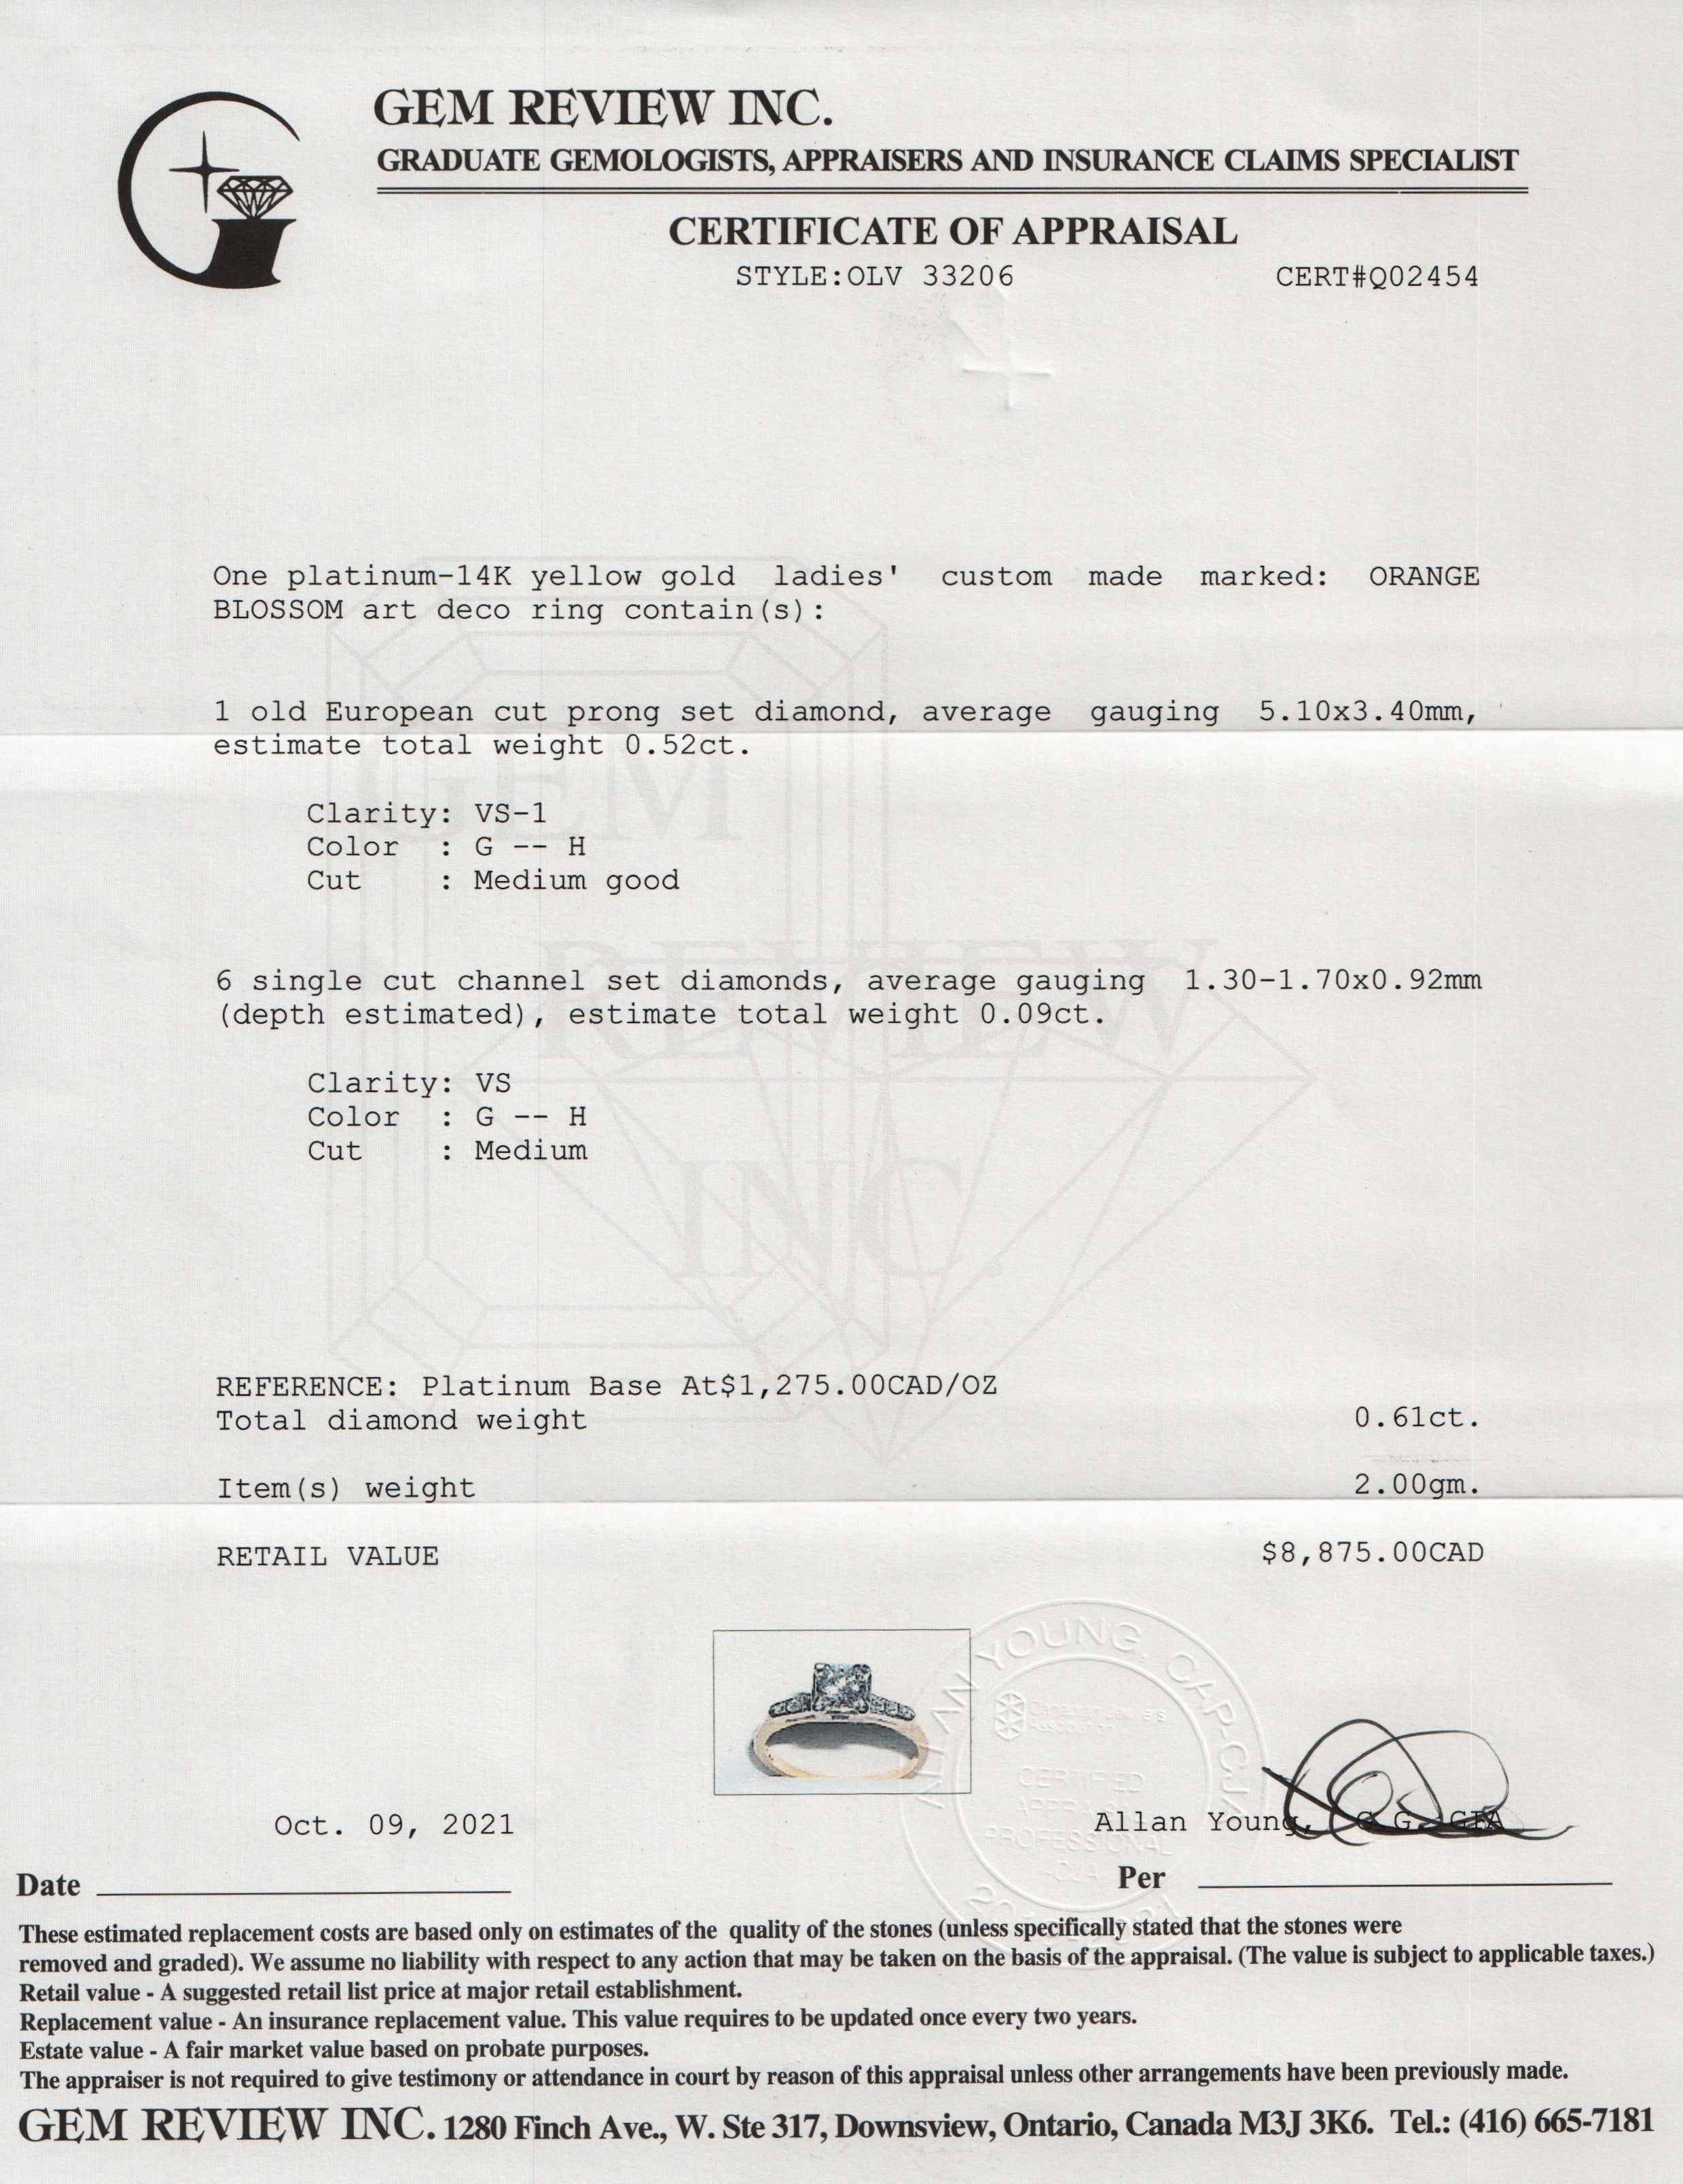 GEM REVIEW INC.
GRADUATE GEMOLOGISTS, APPRAISERS AND INSURANCE CLAIMS SPECIALIST
CERTIFICATE OF APPRAISAL
STYLE:OLV 33206 CERT#Q02454
One platinum-14K yellow gold ladies' custom made marked: ORANGE
BLOSSOM art deco ring contain(s):
1 old European cut prong set diamond, average gauging 5.10x3.40mm,
estimate total weight 0.52ct.
GEM
Clarity: VS-1
Color : G -- H
Cut : Medium good
REVIEW
6 single cut channel set diamonds, average gauging 1.30-1.70x0.92mm
(depth estimated), estimate total weight 0.09ct.
Clarity: VS
Color : G -- H
Cut : Medium
INC.
REFERENCE: Platinum Base At$1,275.00CAD/OZ
Total diamond weight 0.61ct.
Item(s) weight 2.00gm.
RETAIL VALUE $8,875.00CAD
ALLAN YOUNG, CAP-CJA
CERTIFIED
APPRAISAL
PROFESSIONAL
CJA
Oct. 09, 2021 Allan Young, G.G. GIA
Date Per
These estimated replacement costs are based only on estimates of the quality of the stones (unless specifically stated that the stones were
removed and graded). We assume no liability with respect to any action that may be taken on the basis of the appraisal. (The value is subject to applicable taxes.)
Retail value - A suggested retail list price at major retail establishment.
Replacement value - An insurance replacement value. This value requires to be updated once every two years.
Estate value - A fair market value based on probate purposes.
The appraiser is not required to give testimony or attendance in court by reason of this appraisal unless other arrangements have been previously made.
GEM REVIEW INC. 1280 Finch Ave., W. Ste 317, Downsview, Ontario, Canada M3J 3K6. Tel.: (416) 665-7181